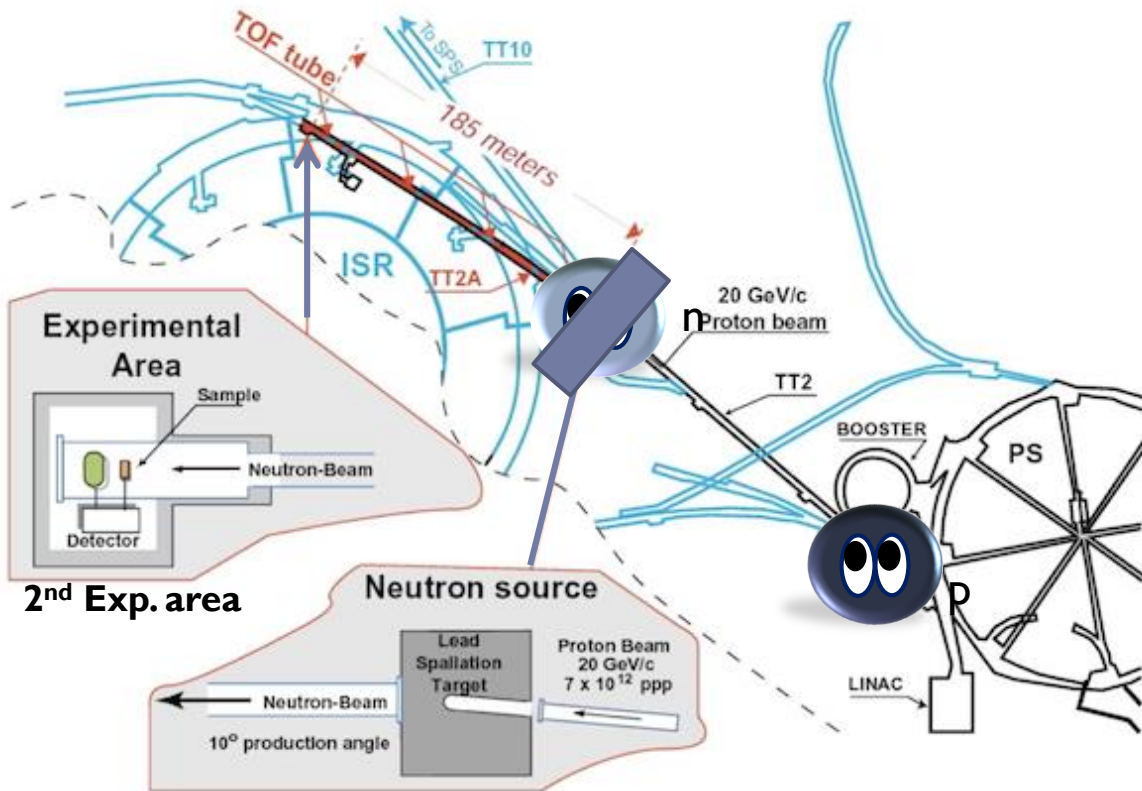 To SPS
TT10
TOF tube
185 meters
ISR
TT2A
n
20 GeV/c
Proton beam
TT2
BOOSTER
PS
p
LINAC
Experimental
Area
Sample
Neutron-Beam
Detector
2nd Exp. area
Neutron source
Lead
Spallation
Target
Proton Beam
20 GeV/c
7 x 10¹² ppp
Neutron-Beam
10° production angle